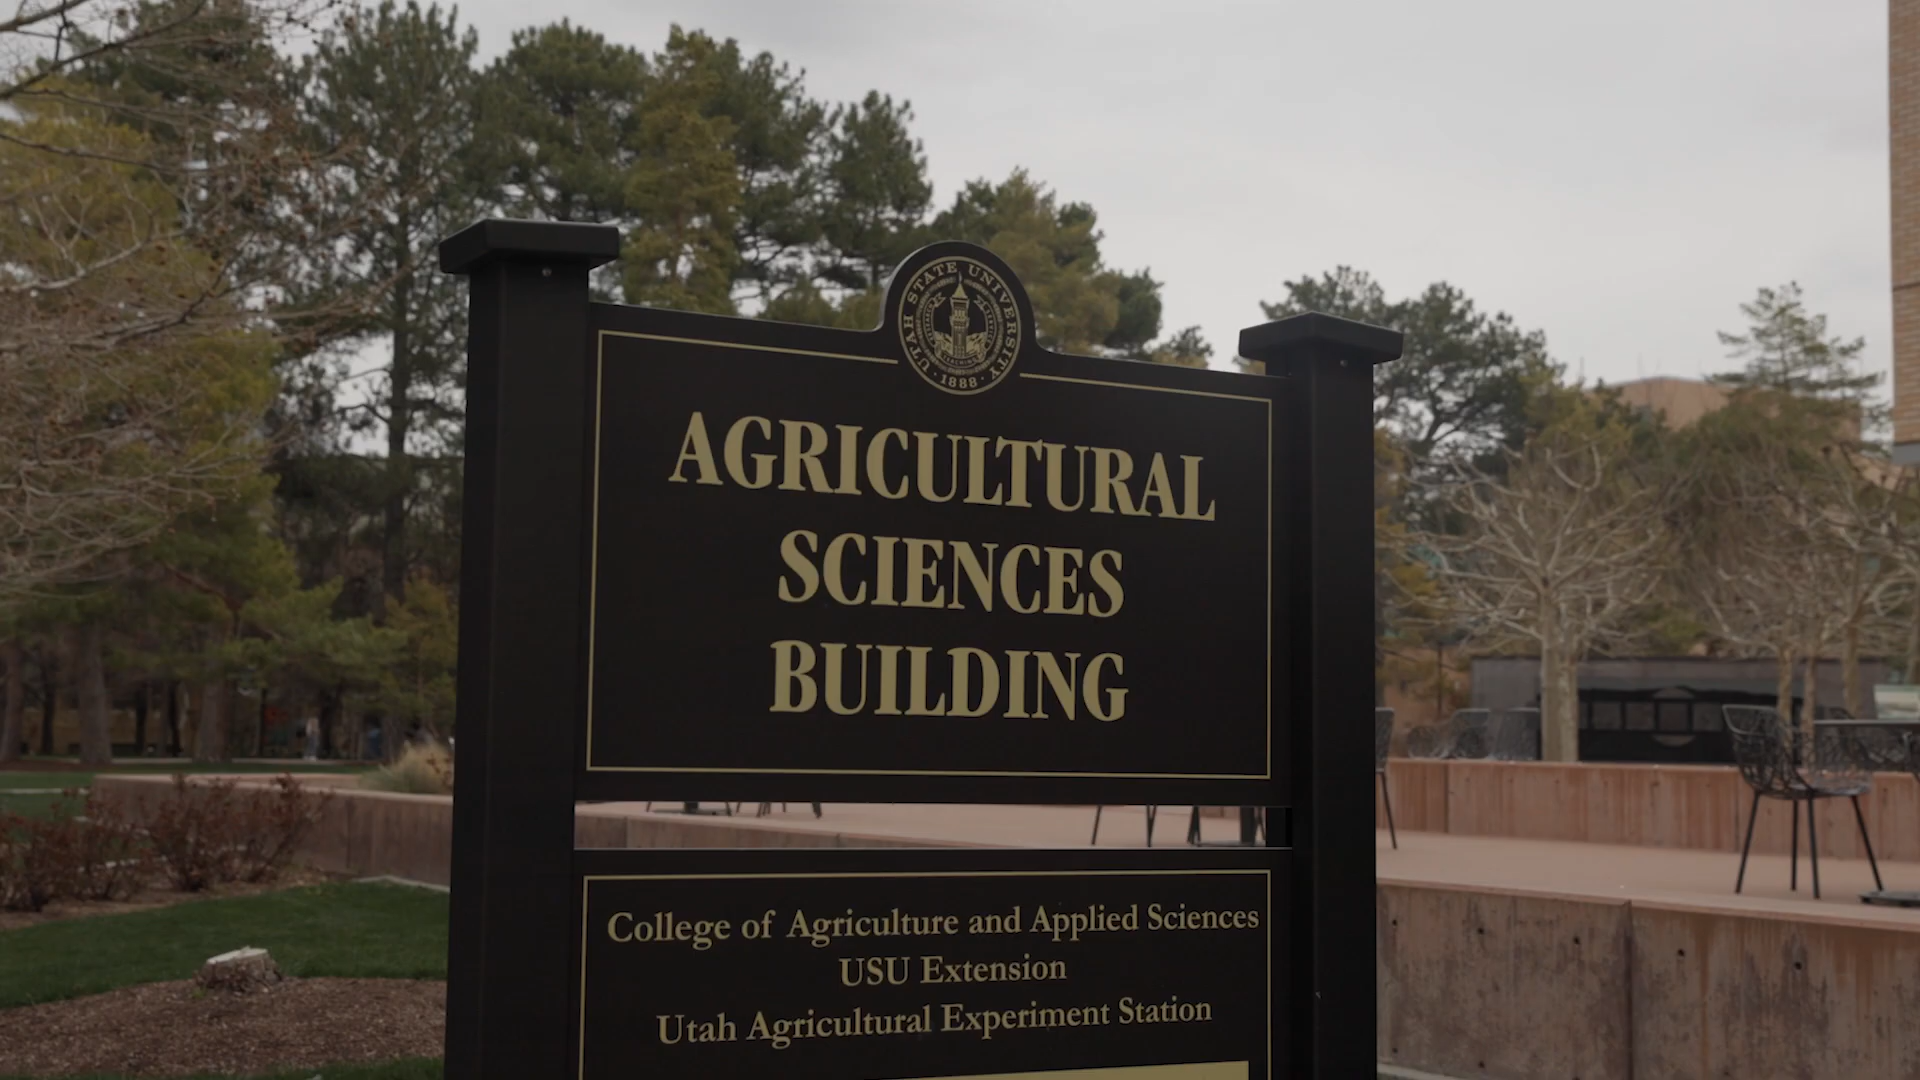 UTAH STATE UNIVERSITY
· 1888 ·
AGRICULTURAL
SCIENCES
BUILDING
College of Agriculture and Applied Sciences
USU Extension
Utah Agricultural Experiment Station